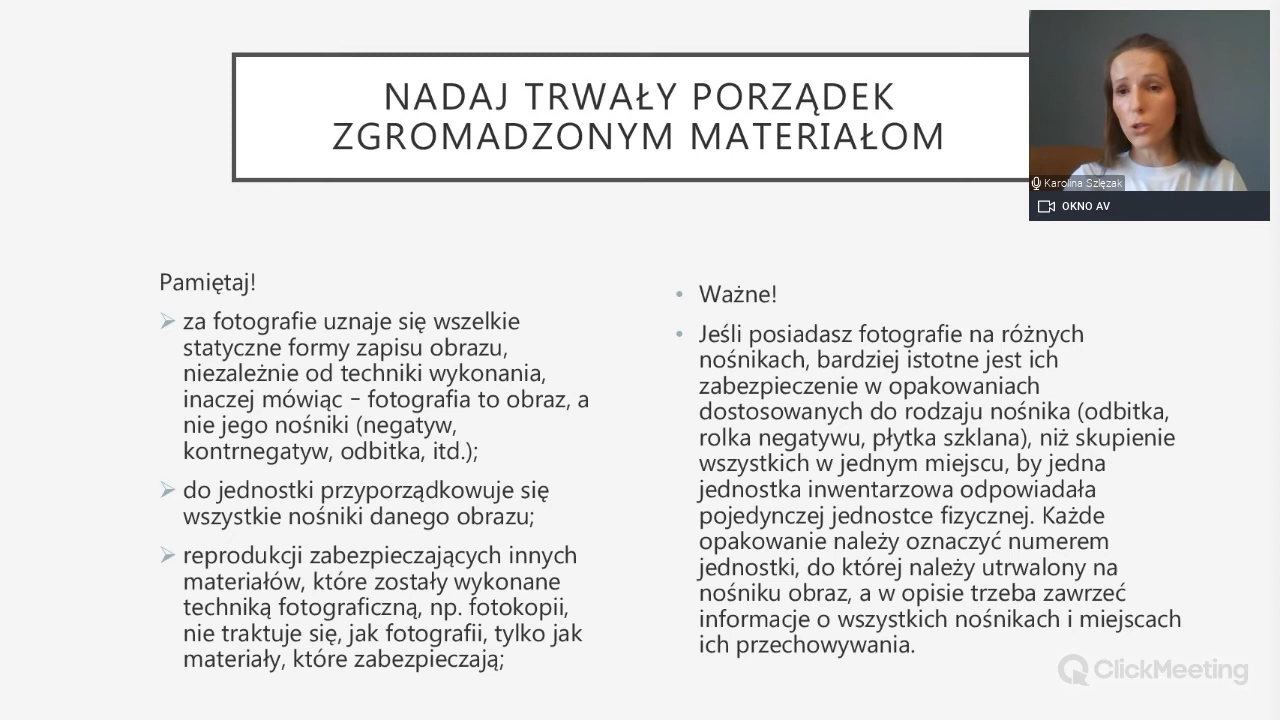 NADAJ TRWAŁY PORZĄDEK
ZGROMADZONYM MATERIAŁOM
Karolina Szlęzak
OKNO AV
Pamiętaj!
za fotografie uznaje się wszelkie
statyczne formy zapisu obrazu,
niezależnie od techniki wykonania,
inaczej mówiąc – fotografia to obraz, a
nie jego nośniki (negatyw,
kontrnegatyw, odbitka, itd.);
do jednostki przyporządkowuje się
wszystkie nośniki danego obrazu;
reprodukcji zabezpieczających innych
materiałów, które zostały wykonane
techniką fotograficzną, np. fotokopii,
nie traktuje się, jak fotografii, tylko jak
materiały, które zabezpieczają;
• Ważne!
• Jeśli posiadasz fotografie na różnych
nośnikach, bardziej istotne jest ich
zabezpieczenie w opakowaniach
dostosowanych do rodzaju nośnika (odbitka,
rolka negatywu, płytka szklana), niż skupienie
wszystkich w jednym miejscu, by jedna
jednostka inwentarzowa odpowiadała
pojedynczej jednostce fizycznej. Każde
opakowanie należy oznaczyć numerem
jednostki, do której należy utrwalony na
nośniku obraz, a w opisie trzeba zawrzeć
informacje o wszystkich nośnikach i miejscach
ich przechowywania.
ClickMeeting